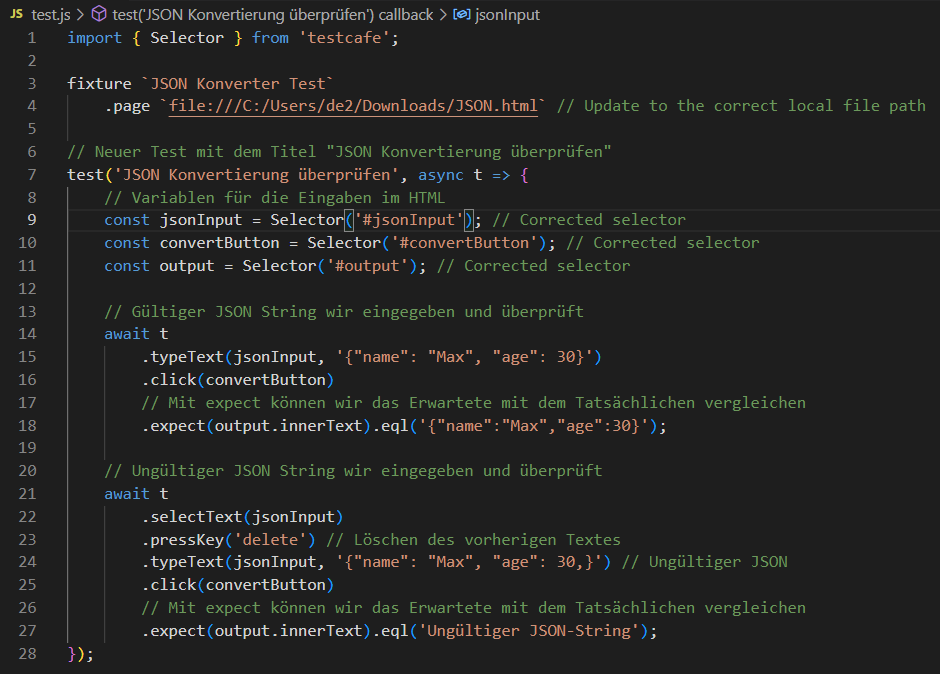 JS test.js > test('JSON Konvertierung überprüfen') callback > jsonInput
1 import { Selector } from 'testcafe';
2
3 fixture `JSON Konverter Test`
4 .page `file:///C:/Users/de2/Downloads/JSON.html` // Update to the correct local file path
5
6 // Neuer Test mit dem Titel "JSON Konvertierung überprüfen"
7 test('JSON Konvertierung überprüfen', async t => {
8 // Variablen für die Eingaben im HTML
9 const jsonInput = Selector('#jsonInput'); // Corrected selector
10 const convertButton = Selector('#convertButton'); // Corrected selector
11 const output = Selector('#output'); // Corrected selector
12
13 // Gültiger JSON String wir eingegeben und überprüft
14 await t
15 .typeText(jsonInput, '{"name": "Max", "age": 30}')
16 .click(convertButton)
17 // Mit expect können wir das Erwartete mit dem Tatsächlichen vergleichen
18 .expect(output.innerText).eql('{"name":"Max","age":30}');
19
20 // Ungültiger JSON String wir eingegeben und überprüft
21 await t
22 .selectText(jsonInput)
23 .pressKey('delete') // Löschen des vorherigen Textes
24 .typeText(jsonInput, '{"name": "Max", "age": 30,}') // Ungültiger JSON
25 .click(convertButton)
26 // Mit expect können wir das Erwartete mit dem Tatsächlichen vergleichen
27 .expect(output.innerText).eql('Ungültiger JSON-String');
28 });